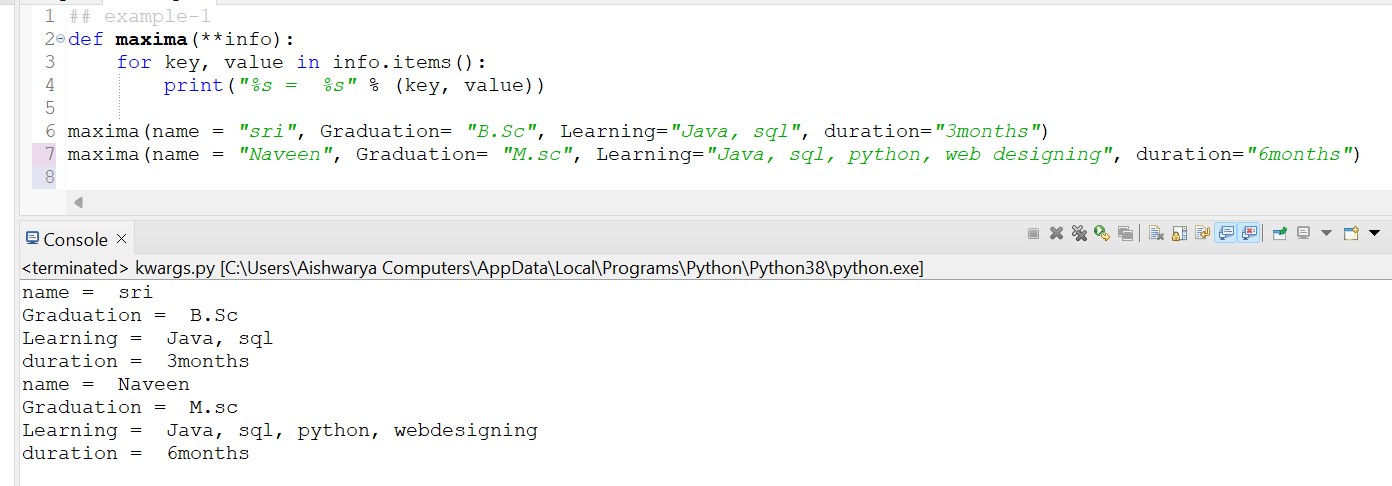 1 ## example-1
2 def maxima(**info):
3     for key, value in info.items():
4         print("%s =  %s" % (key, value))
5
6 maxima(name = "sri", Graduation= "B.Sc", Learning="Java, sql", duration="3months")
7 maxima(name = "Naveen", Graduation= "M.sc", Learning="Java, sql, python, web designing", duration="6months")
8
Console
<terminated> kwargs.py [C:\Users\Aishwarya Computers\AppData\Local\Programs\Python\Python38\python.exe]
name =  sri
Graduation =  B.Sc
Learning =  Java, sql
duration =  3months
name =  Naveen
Graduation =  M.sc
Learning =  Java, sql, python, webdesigning
duration =  6months